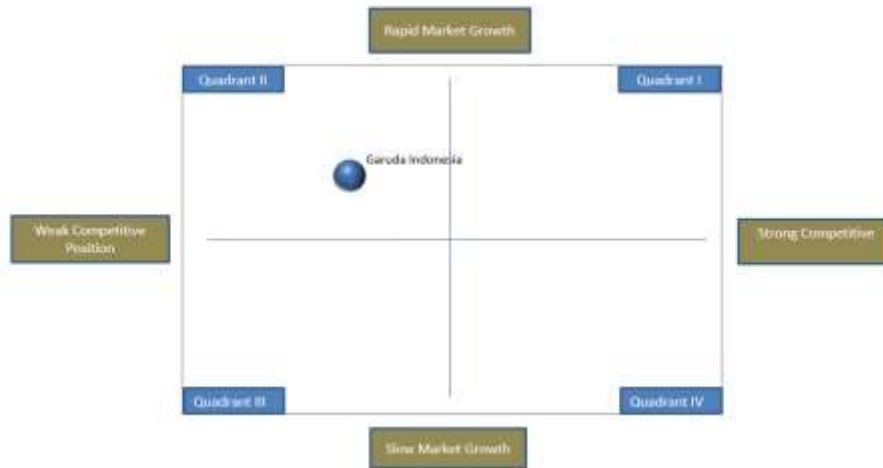 Rapid Market Growth
Quadrant II
Quadrant I
Garuda Indonesia
Weak Competitive
Position
Strong Competitive
Quadrant III
Quadrant IV
Slow Market Growth